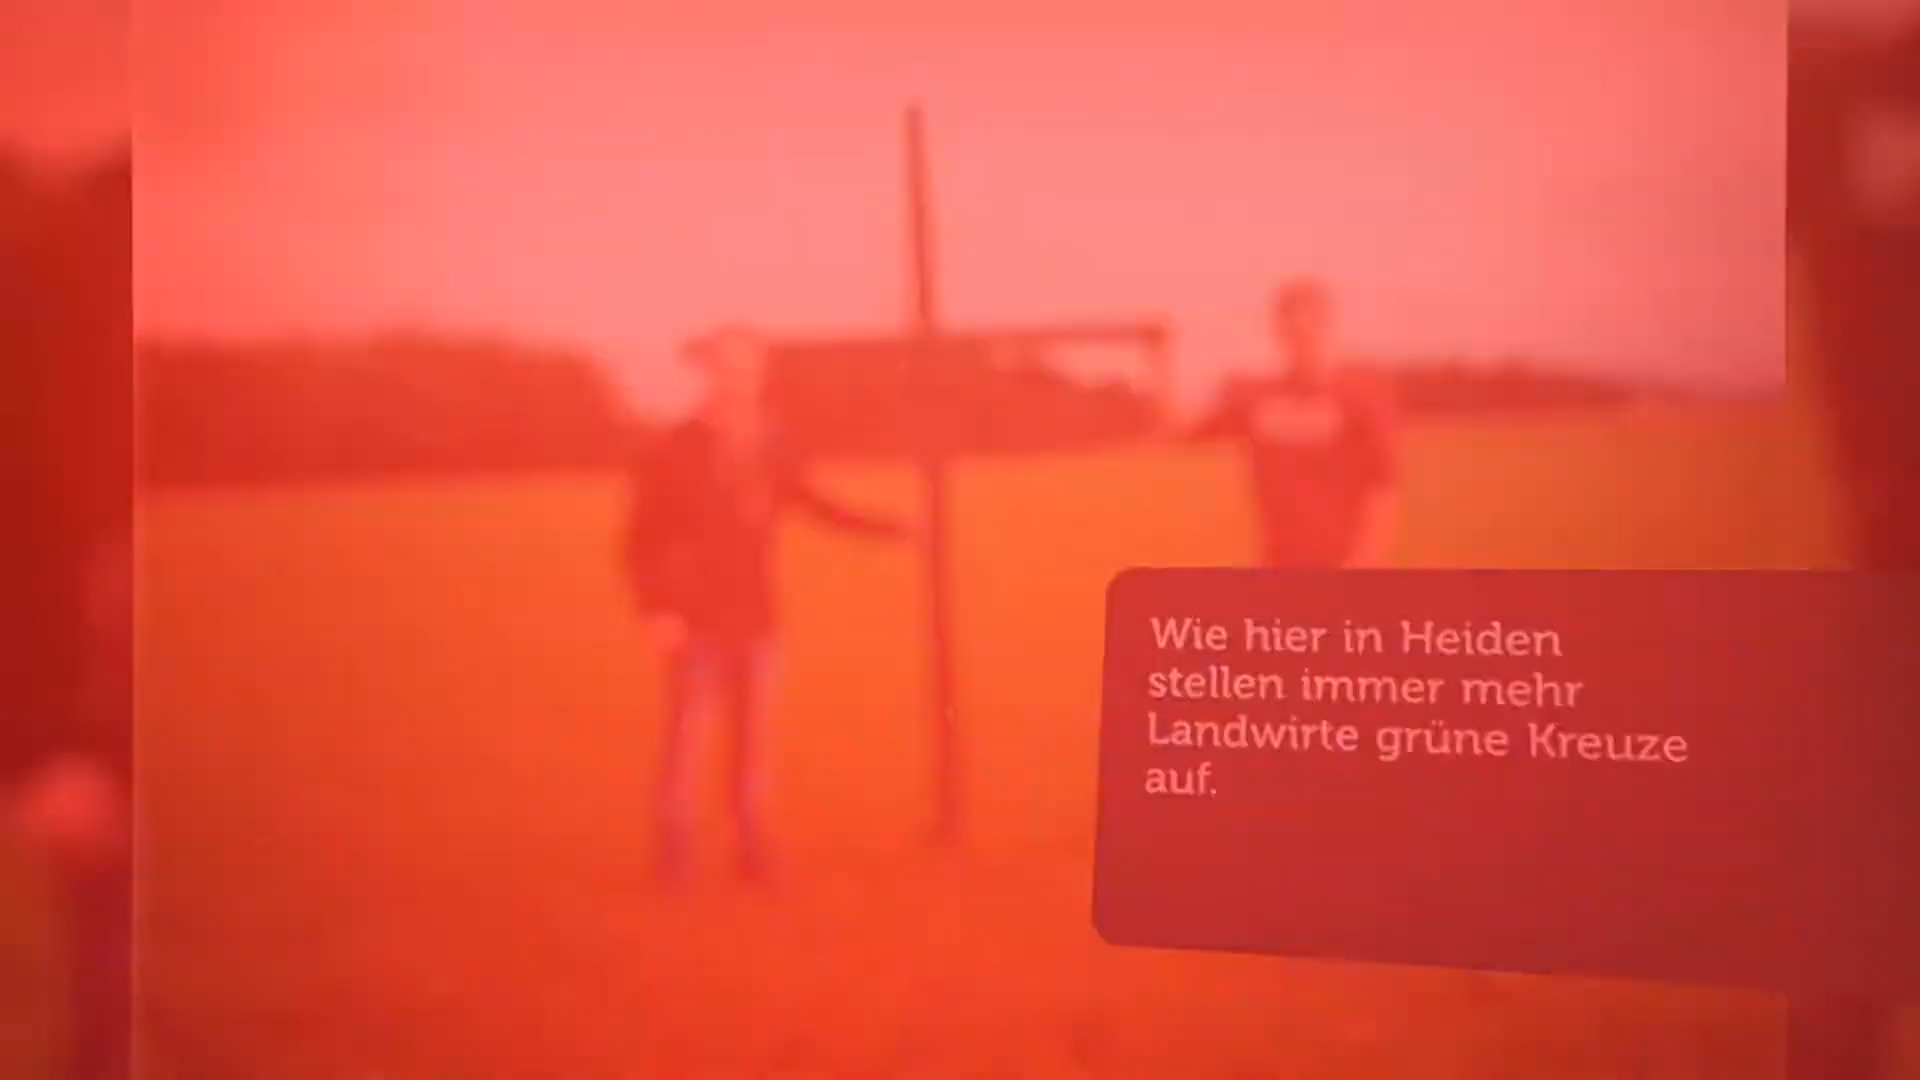 Wie hier in Heiden
stellen immer mehr
Landwirte grüne Kreuze
auf.